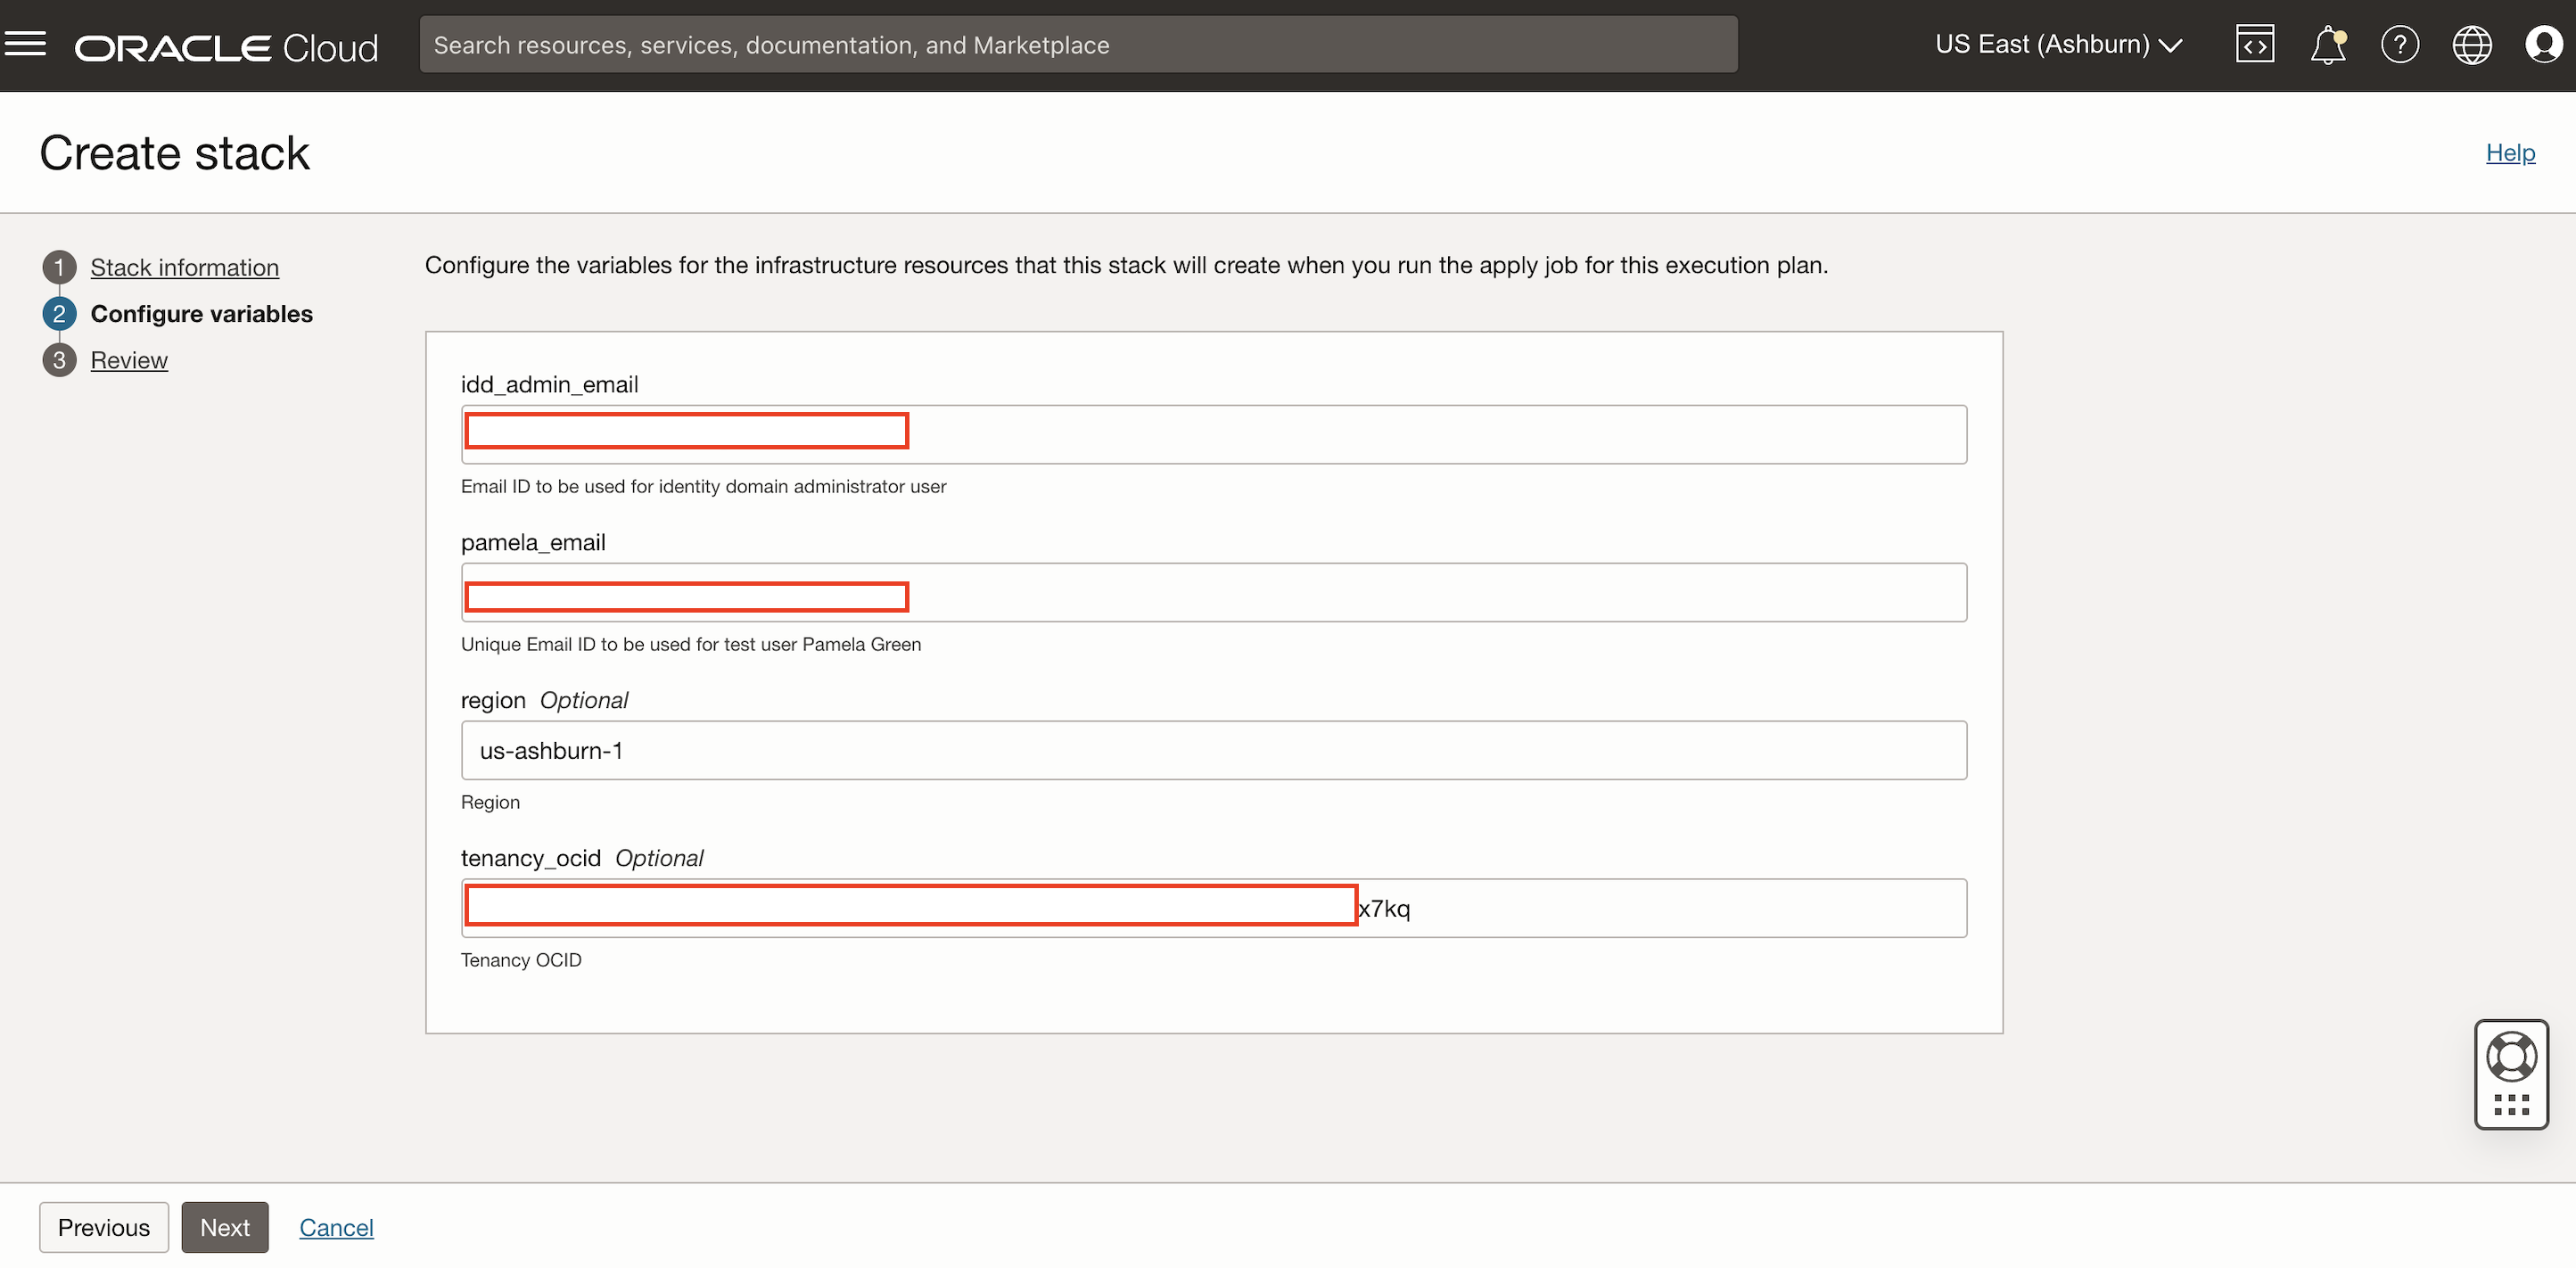 ORACLE Cloud
Search resources, services, documentation, and Marketplace
US East (Ashburn)
Create stack
Help
1 Stack information
2 Configure variables
3 Review
Configure the variables for the infrastructure resources that this stack will create when you run the apply job for this execution plan.
idd_admin_email
Email ID to be used for identity domain administrator user
pamela_email
Unique Email ID to be used for test user Pamela Green
region Optional
us-ashburn-1
Region
tenancy_ocid Optional
x7kq
Tenancy OCID
Previous Next Cancel